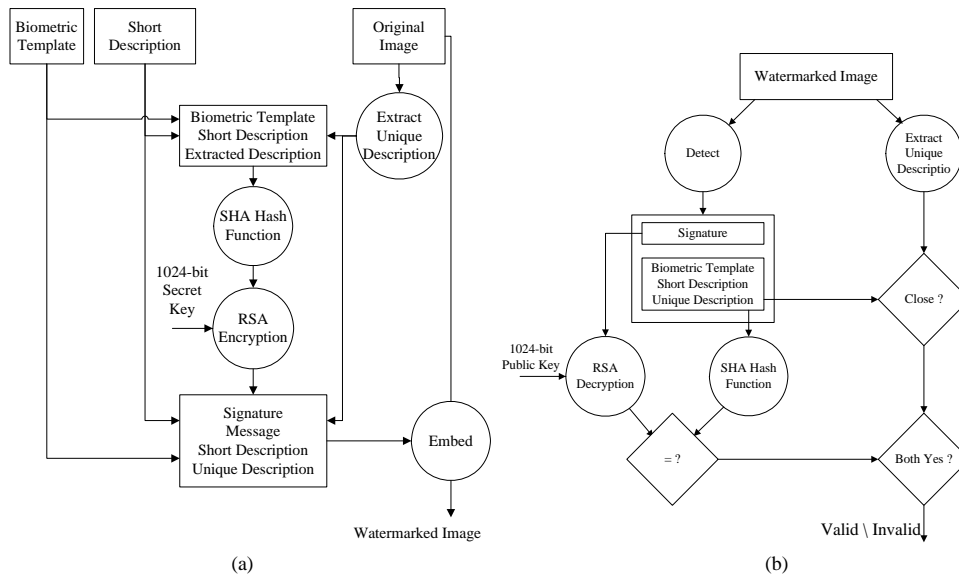 Biometric
Template
Short
Description
Original
Image
Biometric Template
Short Description
Extracted Description
Extract
Unique
Description
SHA Hash
Function
1024-bit
Secret
Key
RSA
Encryption
Signature
Message
Short Description
Unique Description
Embed
Watermarked Image
(a)
Watermarked Image
Detect
Extract
Unique
Descriptio
Signature
Biometric Template
Short Description
Unique Description
Close ?
1024-bit
Public Key
RSA
Decryption
SHA Hash
Function
= ?
Both Yes ?
Valid \ Invalid
(b)